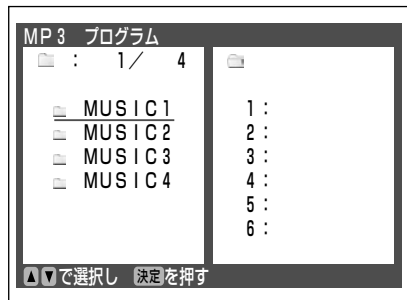 MP3 プログラム
: 1/ 4
MUSIC1
MUSIC2
MUSIC3
MUSIC4
1:
2:
3:
4:
5:
6:
▲▼で選択し 決定を押す